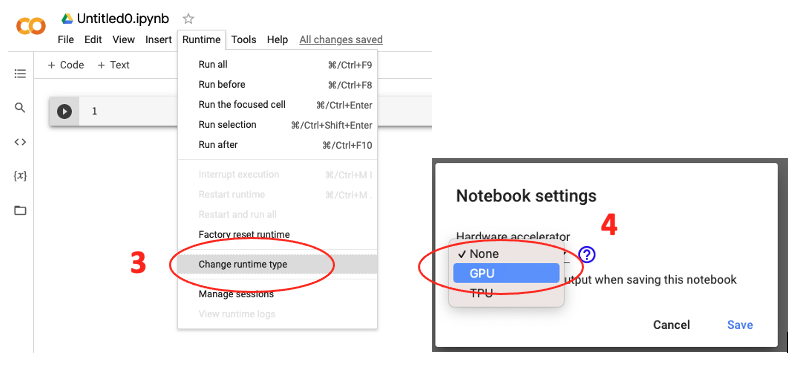 Untitled0.ipynb
File Edit View Insert Runtime Tools Help All changes saved
+ Code + Text
1
Run all ⌘/Ctrl+F9
Run before ⌘/Ctrl+F8
Run the focused cell ⌘/Ctrl+Enter
Run selection ⌘/Ctrl+Shift+Enter
Run after ⌘/Ctrl+F10
Interrupt execution ⌘/Ctrl+M I
Restart runtime ⌘/Ctrl+M .
Restart and run all
Factory reset runtime
3
Change runtime type
Manage sessions
View runtime logs
{x}
Notebook settings
4
Hardware accelerator
✓ None
?
GPU
utput when saving this notebook
TPU
Cancel Save